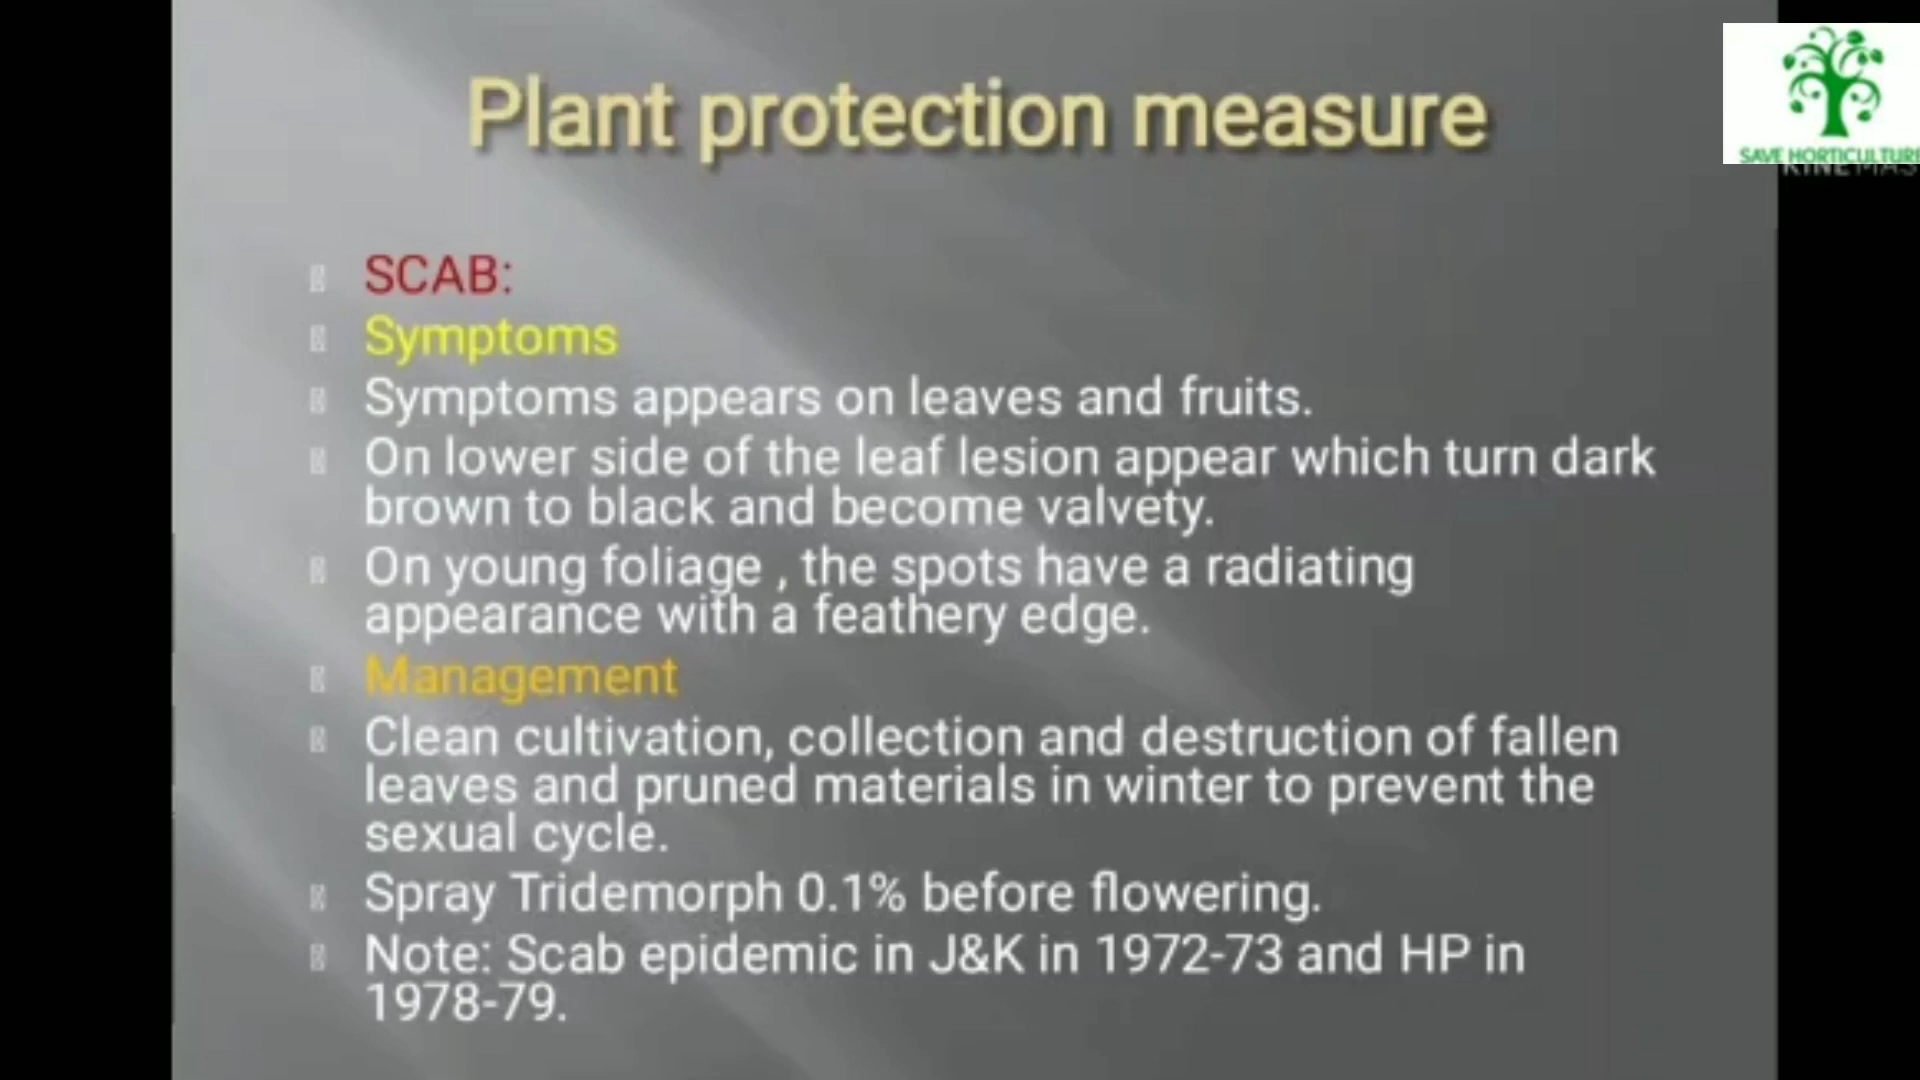 Plant protection measure
SAVE HORTICULTURE
SCAB:
Symptoms
Symptoms appears on leaves and fruits.
On lower side of the leaf lesion appear which turn dark
brown to black and become valvety.
On young foliage , the spots have a radiating
appearance with a feathery edge.
Management
Clean cultivation, collection and destruction of fallen
leaves and pruned materials in winter to prevent the
sexual cycle.
Spray Tridemorph 0.1% before flowering.
Note: Scab epidemic in J&K in 1972-73 and HP in
1978-79.